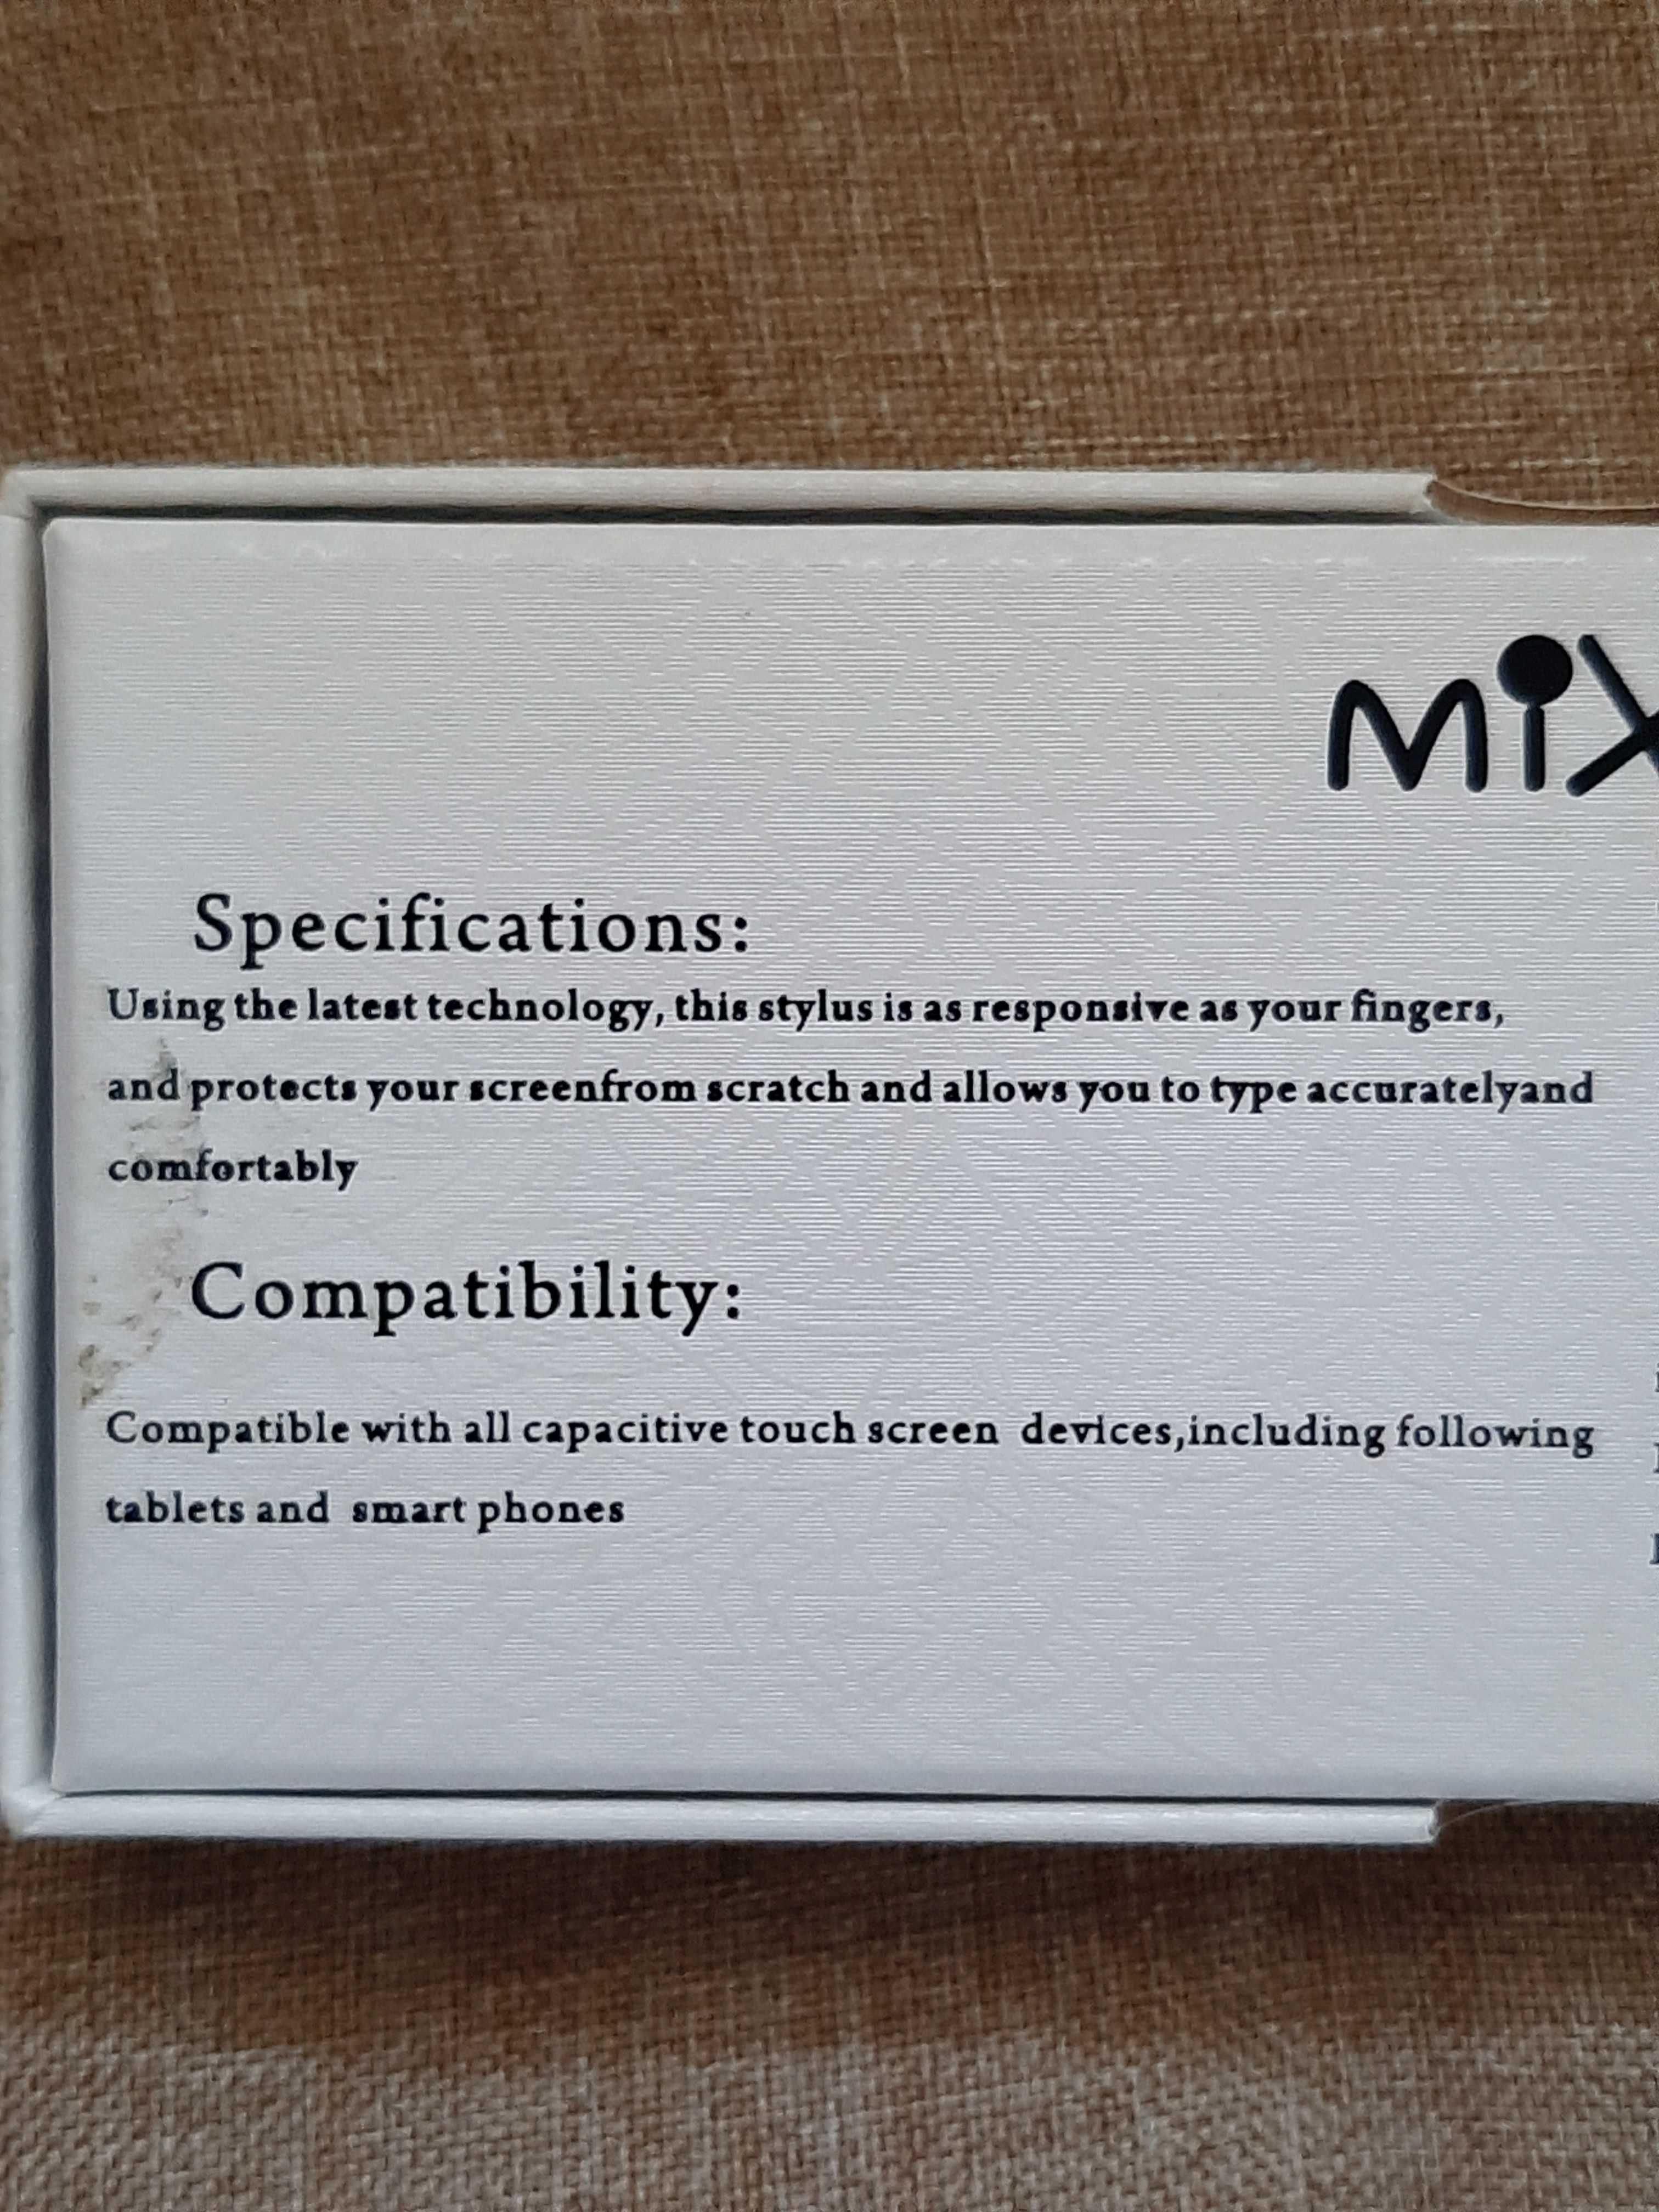 Mix
Specifications:
Using the latest technology, this stylus is as responsive as your fingers,
and protects your screenfrom scratch and allows you to type accuratelyand
comfortably
Compatibility:
Compatible with all capacitive touch screen devices,including following
tablets and smart phones